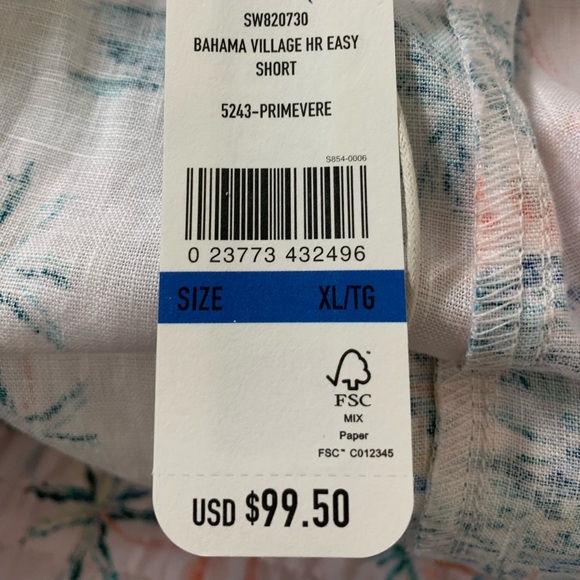 SW820730
BAHAMA VILLAGE HR EASY
SHORT
5243-PRIMEVERE
S854-0006
0 23773 432496
SIZE XL/TG
FSC
MIX
Paper
FSC™ C012345
USD $99.50